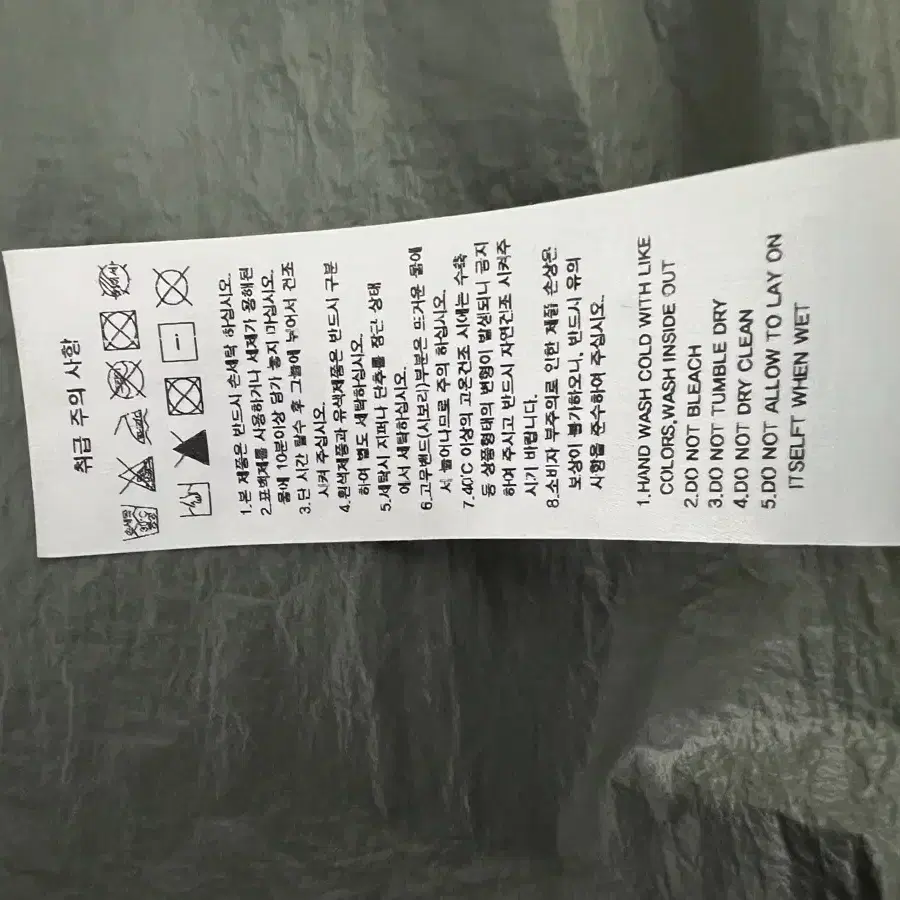 취급 주의 사항
손세탁
30℃
중성
1.본 제품은 반드시 손세탁 하십시오.
2.표백제를 사용하거나 세제가 용해된
물에 10분이상 담가 놓지 마십시오.
3.단 시간 탈수 후 그늘에 뉘어서 건조
시켜 주십시오.
4.흰색제품과 유색제품은 반드시 구분
하여 별도 세탁하십시오.
5.세탁시 지퍼나 단추를 잠근 상태
에서 세탁하십시오.
6.고무밴드(시보리)부분은 뜨거운 물에
서 늘어나므로 주의 하십시오.
7.40℃ 이상의 고온건조 시에는 수축
등 상품형태의 변형이 발생되니 금지
하여 주시고 반드시 자연건조 시켜주
시기 바랍니다.
8.소비자 부주의로 인한 제품 손상은
보상이 불가하오니, 반드시 유의
사항을 준수하여 주십시오.
1.HAND WASH COLD WITH LIKE
COLORS,WASH INSIDE OUT
2.DO NOT BLEACH
3.DO NOT TUMBLE DRY
4.DO NOT DRY CLEAN
5.DO NOT ALLOW TO LAY ON
ITSELFT WHEN WET